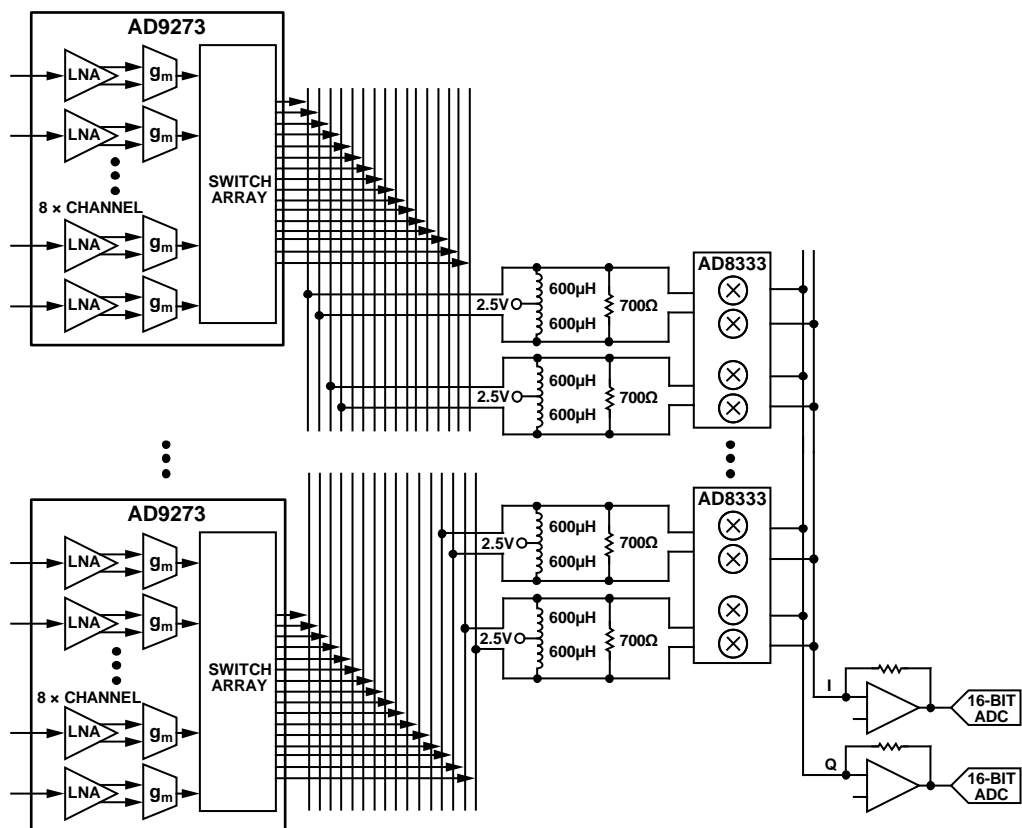 AD9273
LNA
gm
LNA
gm
SWITCH
ARRAY
8 × CHANNEL
LNA
gm
LNA
gm
2.5V
600µH
600µH
700Ω
AD8333
2.5V
600µH
600µH
700Ω
AD9273
LNA
gm
LNA
gm
SWITCH
ARRAY
8 × CHANNEL
LNA
gm
LNA
gm
2.5V
600µH
600µH
700Ω
AD8333
2.5V
600µH
600µH
700Ω
I
16-BIT
ADC
Q
16-BIT
ADC